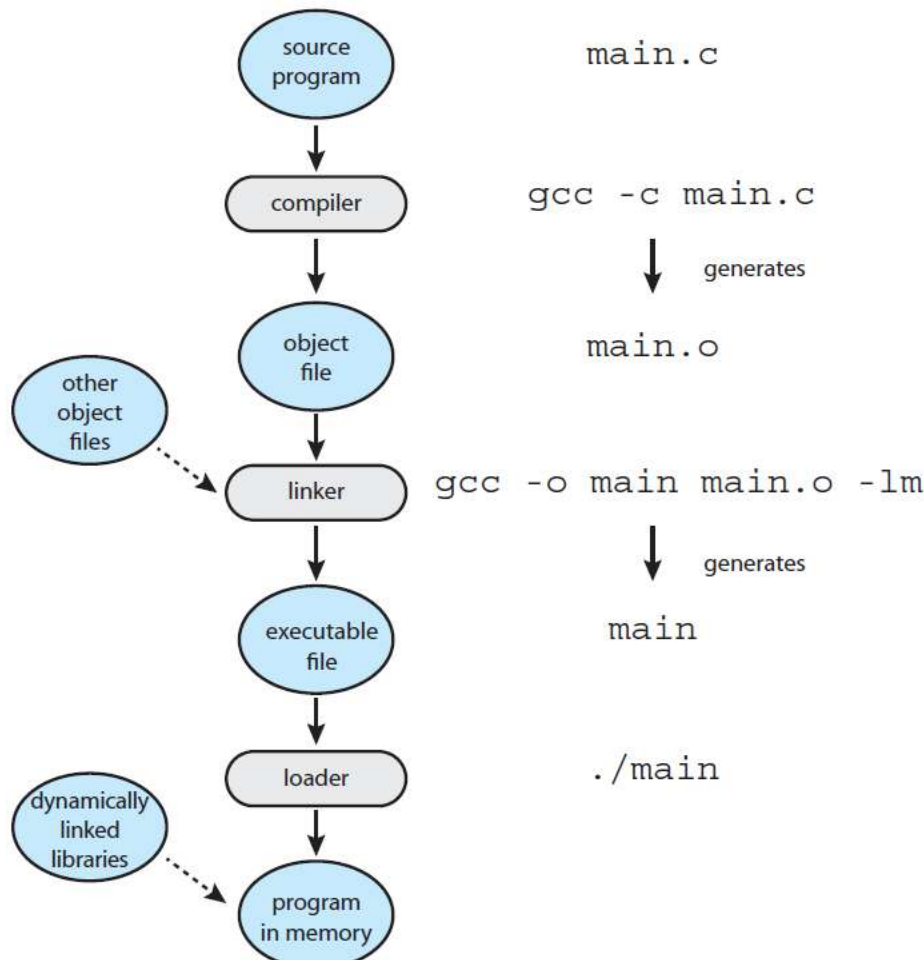 source
program
main.c
compiler
gcc -c main.c
generates
object
file
main.o
other
object
files
linker
gcc -o main main.o -lm
generates
executable
file
main
loader
./main
dynamically
linked
libraries
program
in memory